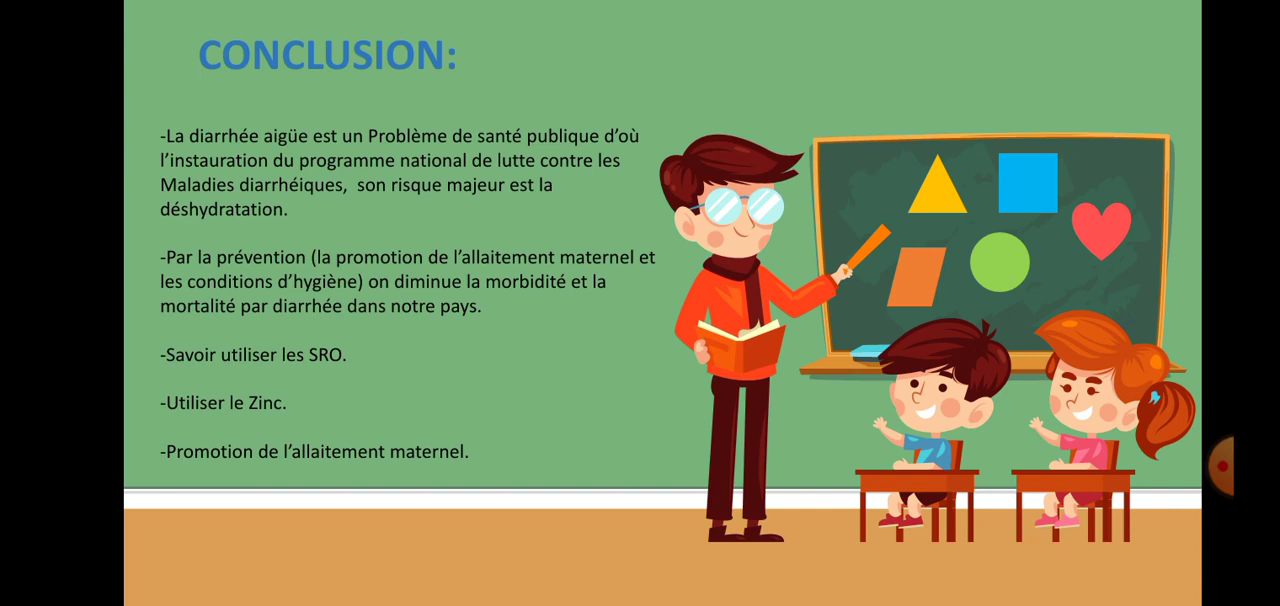 CONCLUSION:
-La diarrhée aigüe est un Problème de santé publique d’où
l’instauration du programme national de lutte contre les
Maladies diarrhéiques,  son risque majeur est la
déshydratation.
-Par la prévention (la promotion de l’allaitement maternel et
les conditions d’hygiène) on diminue la morbidité et la
mortalité par diarrhée dans notre pays.
-Savoir utiliser les SRO.
-Utiliser le Zinc.
-Promotion de l’allaitement maternel.